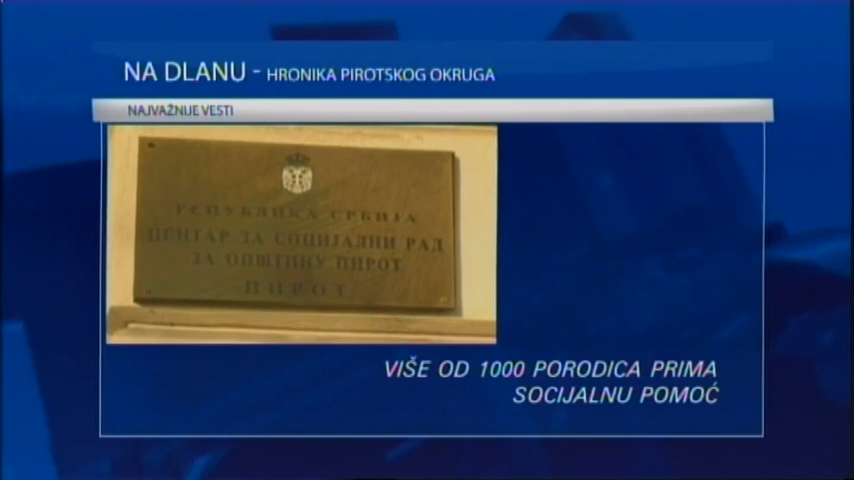 NA DLANU - HRONIKA PIROTSKOG OKRUGA
NAJVAŽNIJE VESTI
РЕПУБЛИКА СРБИЈА
ЦЕНТАР ЗА СОЦИЈАЛНИ РАД
ЗА ОПШТИНУ ПИРОТ
ПИРОТ
VIŠE OD 1000 PORODICA PRIMA
SOCIJALNU POMOĆ